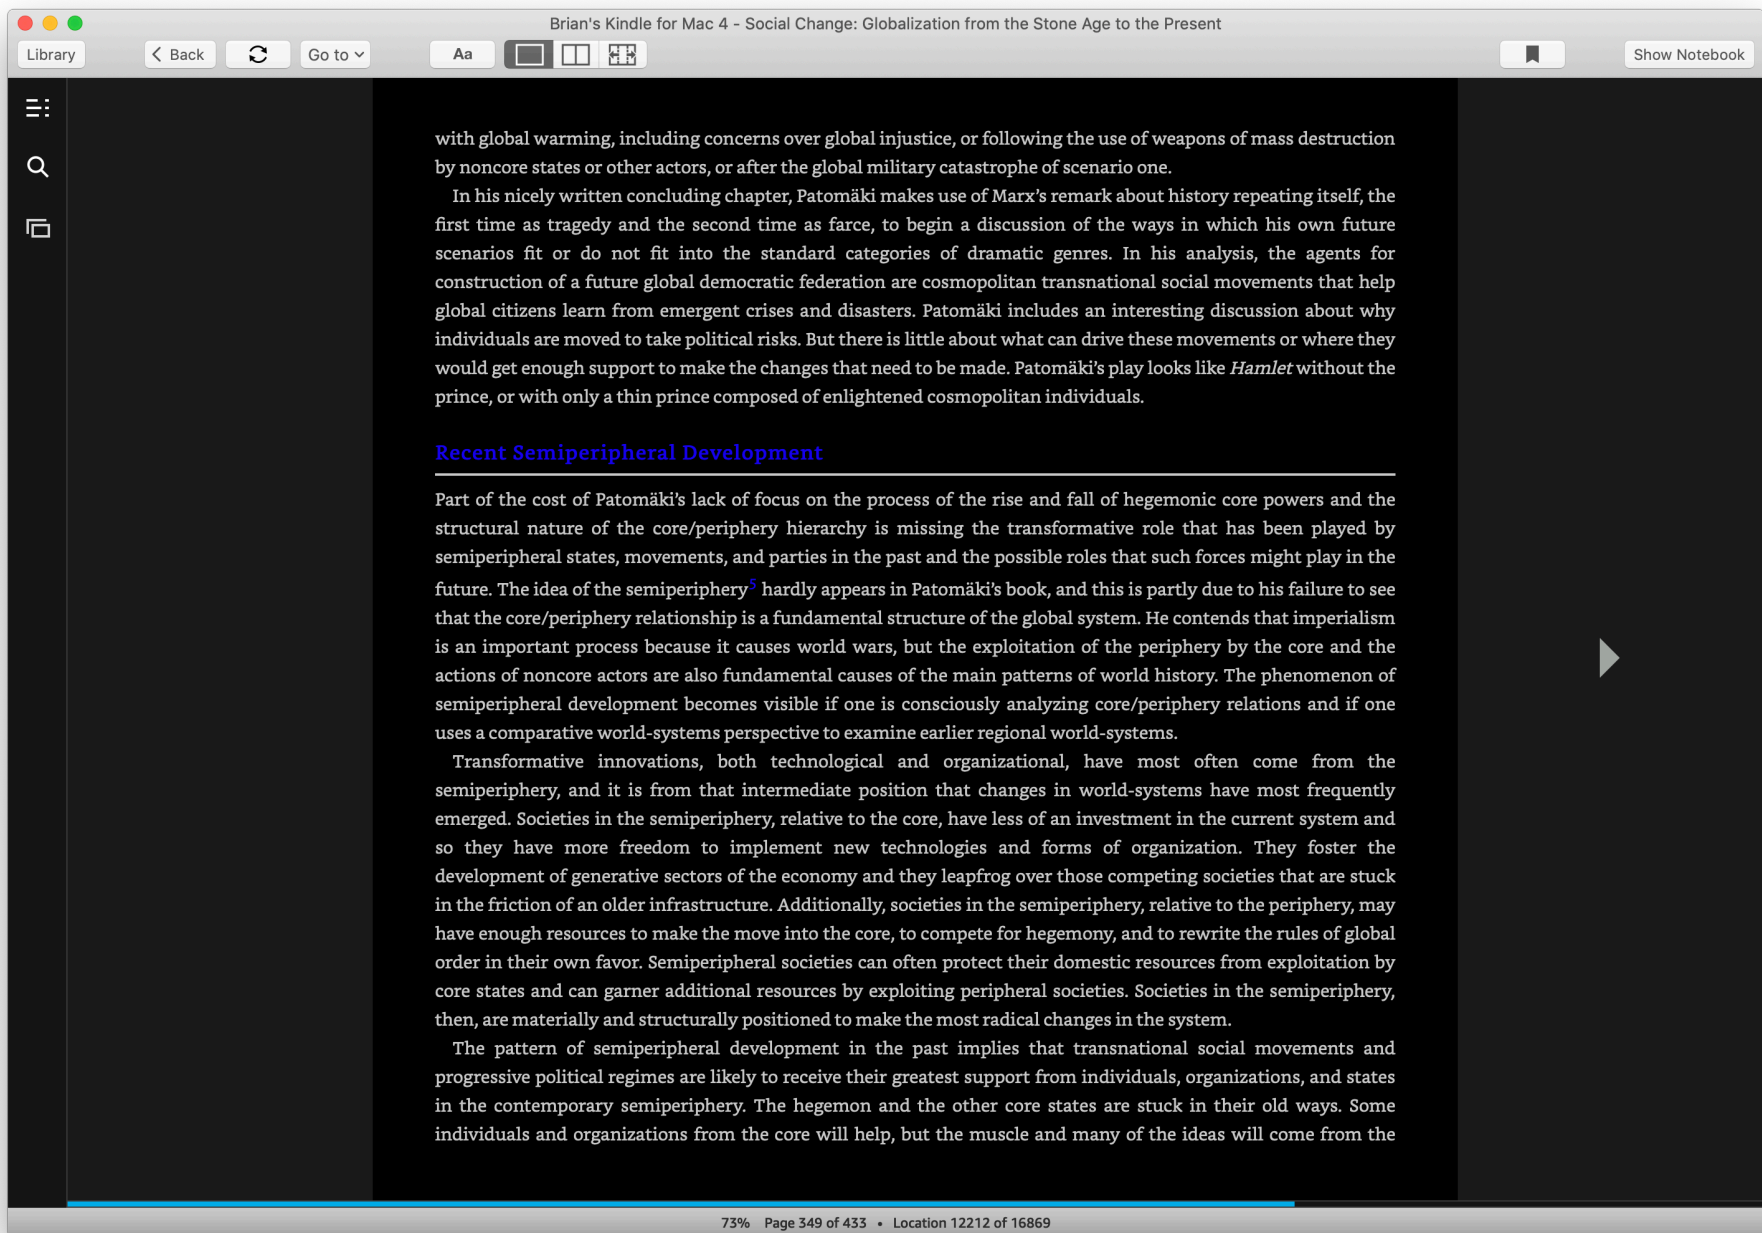 Brian's Kindle for Mac 4 - Social Change: Globalization from the Stone Age to the Present
Library
Back
Go to
Aa
Show Notebook
with global warming, including concerns over global injustice, or following the use of weapons of mass destruction
by noncore states or other actors, or after the global military catastrophe of scenario one.
In his nicely written concluding chapter, Patomäki makes use of Marx’s remark about history repeating itself, the
first time as tragedy and the second time as farce, to begin a discussion of the ways in which his own future
scenarios fit or do not fit into the standard categories of dramatic genres. In his analysis, the agents for
construction of a future global democratic federation are cosmopolitan transnational social movements that help
global citizens learn from emergent crises and disasters. Patomäki includes an interesting discussion about why
individuals are moved to take political risks. But there is little about what can drive these movements or where they
would get enough support to make the changes that need to be made. Patomäki’s play looks like Hamlet without the
prince, or with only a thin prince composed of enlightened cosmopolitan individuals.
Recent Semiperipheral Development
Part of the cost of Patomäki’s lack of focus on the process of the rise and fall of hegemonic core powers and the
structural nature of the core/periphery hierarchy is missing the transformative role that has been played by
semiperipheral states, movements, and parties in the past and the possible roles that such forces might play in the
future. The idea of the semiperiphery5 hardly appears in Patomäki’s book, and this is partly due to his failure to see
that the core/periphery relationship is a fundamental structure of the global system. He contends that imperialism
is an important process because it causes world wars, but the exploitation of the periphery by the core and the
actions of noncore actors are also fundamental causes of the main patterns of world history. The phenomenon of
semiperipheral development becomes visible if one is consciously analyzing core/periphery relations and if one
uses a comparative world-systems perspective to examine earlier regional world-systems.
Transformative innovations, both technological and organizational, have most often come from the
semiperiphery, and it is from that intermediate position that changes in world-systems have most frequently
emerged. Societies in the semiperiphery, relative to the core, have less of an investment in the current system and
so they have more freedom to implement new technologies and forms of organization. They foster the
development of generative sectors of the economy and they leapfrog over those competing societies that are stuck
in the friction of an older infrastructure. Additionally, societies in the semiperiphery, relative to the periphery, may
have enough resources to make the move into the core, to compete for hegemony, and to rewrite the rules of global
order in their own favor. Semiperipheral societies can often protect their domestic resources from exploitation by
core states and can garner additional resources by exploiting peripheral societies. Societies in the semiperiphery,
then, are materially and structurally positioned to make the most radical changes in the system.
The pattern of semiperipheral development in the past implies that transnational social movements and
progressive political regimes are likely to receive their greatest support from individuals, organizations, and states
in the contemporary semiperiphery. The hegemon and the other core states are stuck in their old ways. Some
individuals and organizations from the core will help, but the muscle and many of the ideas will come from the
73% Page 349 of 433 • Location 12212 of 16869